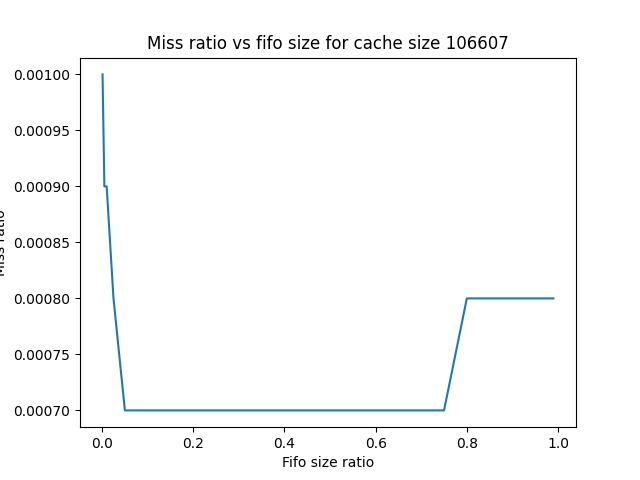 Miss ratio vs fifo size for cache size 106607
0.00100
0.00095
0.00090
0.00085
0.00080
0.00075
0.00070
Miss ratio
0.0 0.2 0.4 0.6 0.8 1.0
Fifo size ratio